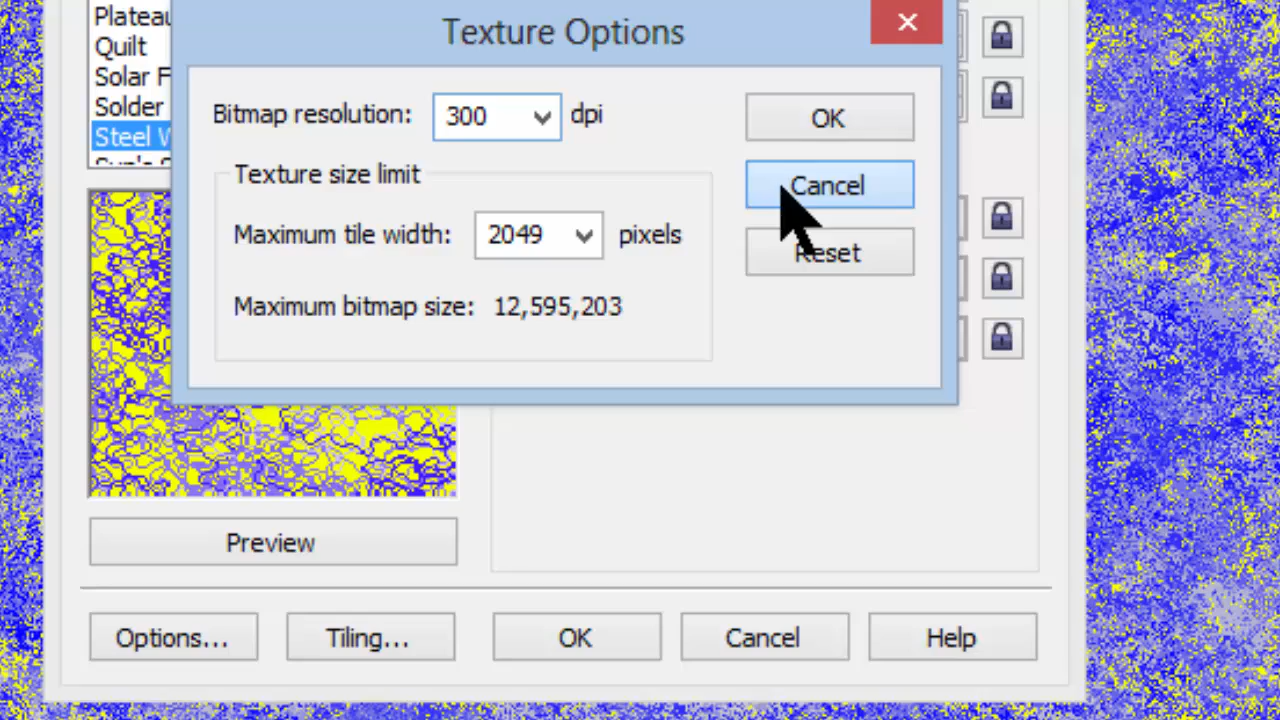 Texture Options
Plateau
Quilt
Solar F
Solder
Steel W
Bitmap resolution: 300 dpi
OK
Texture size limit
Cancel
Maximum tile width: 2049 pixels
Reset
Maximum bitmap size: 12,595,203
Preview
Options... Tiling... OK Cancel Help